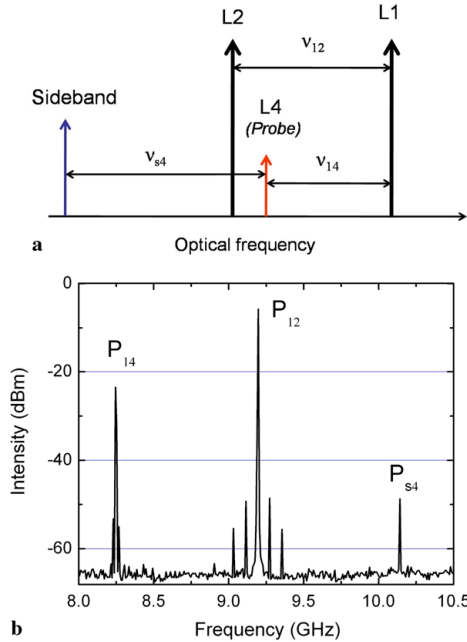 L2
L1
ν12
Sideband
L4
(Probe)
νs4
ν14
a
Optical frequency
0
P12
P14
-20
Intensity (dBm)
-40
Ps4
-60
8.0 8.5 9.0 9.5 10.0 10.5
b
Frequency (GHz)